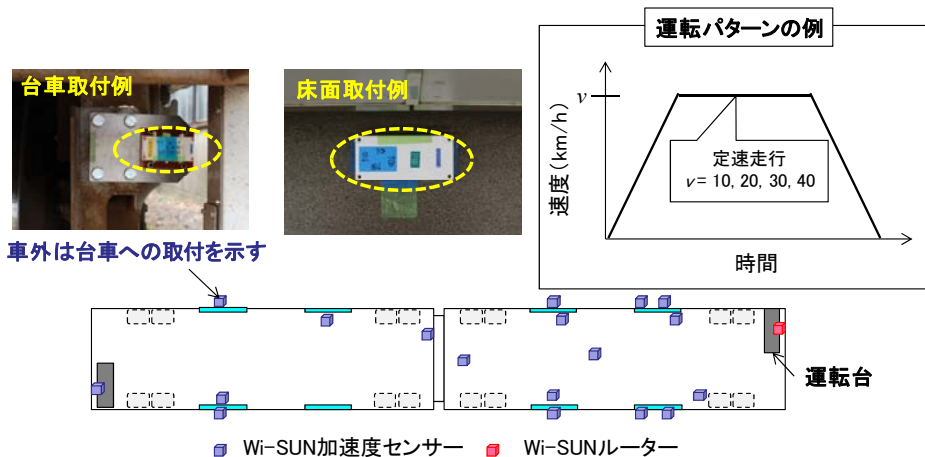 運転パターンの例
台車取付例
床面取付例
速度(km/h)
v
定速走行
v = 10, 20, 30, 40
時間
車外は台車への取付を示す
運転台
Wi-SUN加速度センサー
Wi-SUNルーター